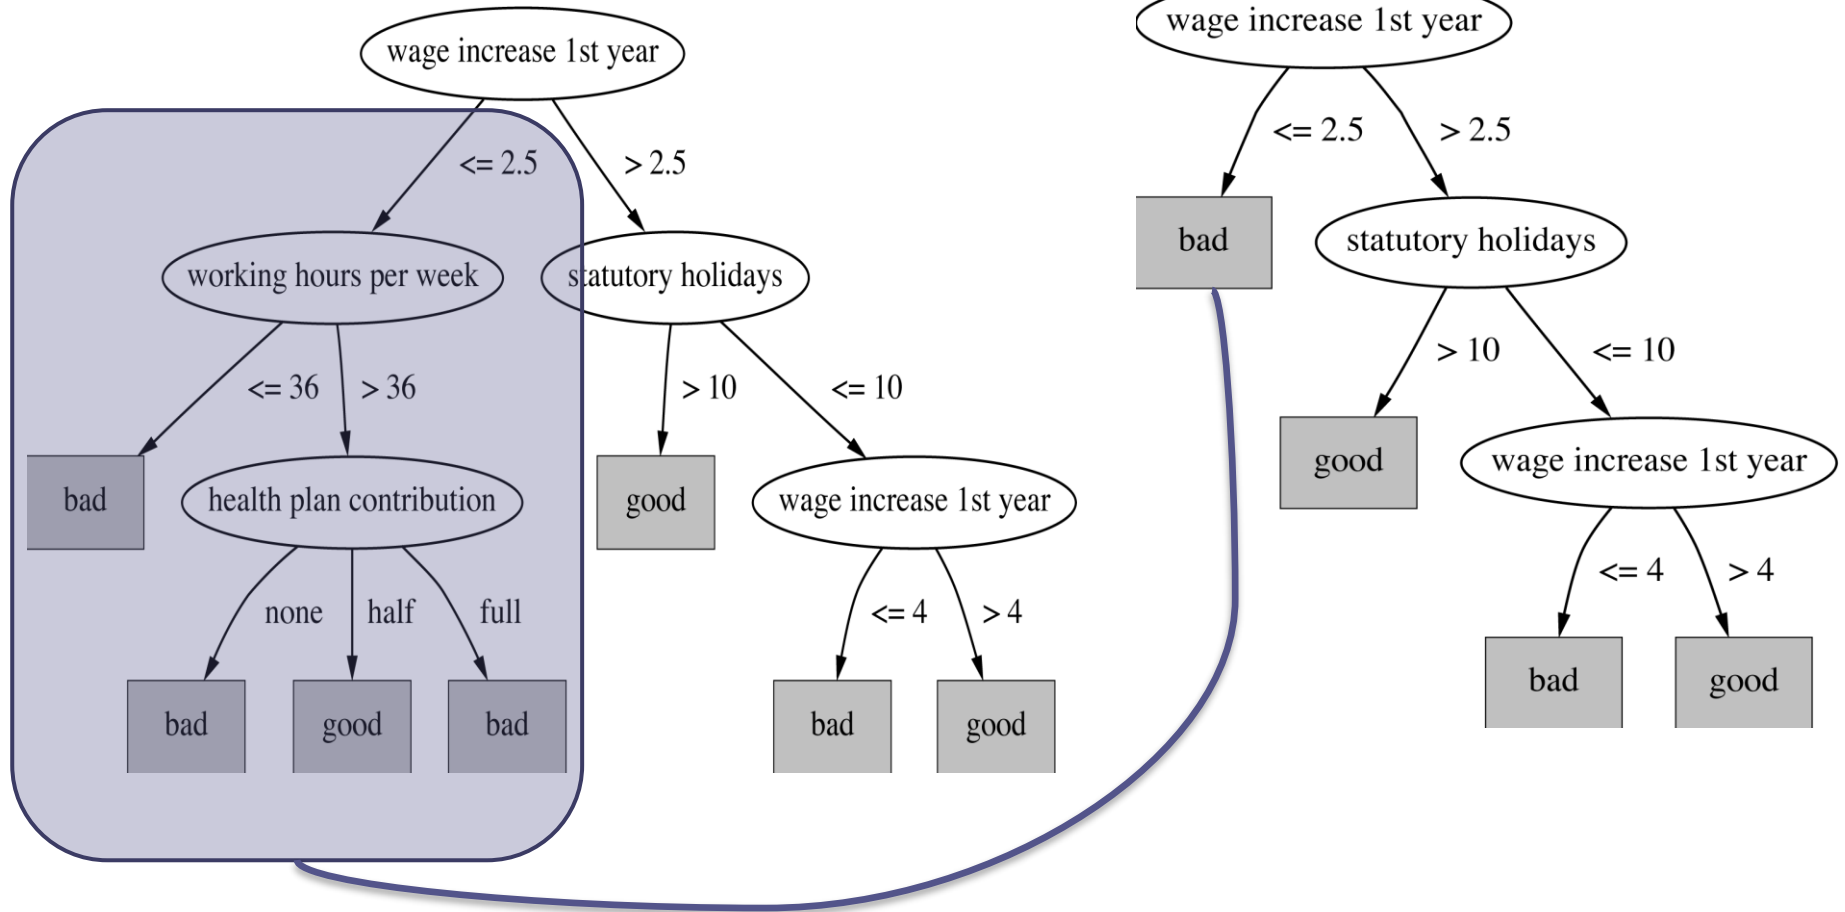 wage increase 1st year
<= 2.5
> 2.5
working hours per week
statutory holidays
<= 36
> 36
> 10
<= 10
bad
health plan contribution
good
wage increase 1st year
none
half
full
<= 4
> 4
bad
good
bad
bad
good
wage increase 1st year
<= 2.5
> 2.5
bad
statutory holidays
> 10
<= 10
good
wage increase 1st year
<= 4
> 4
bad
good